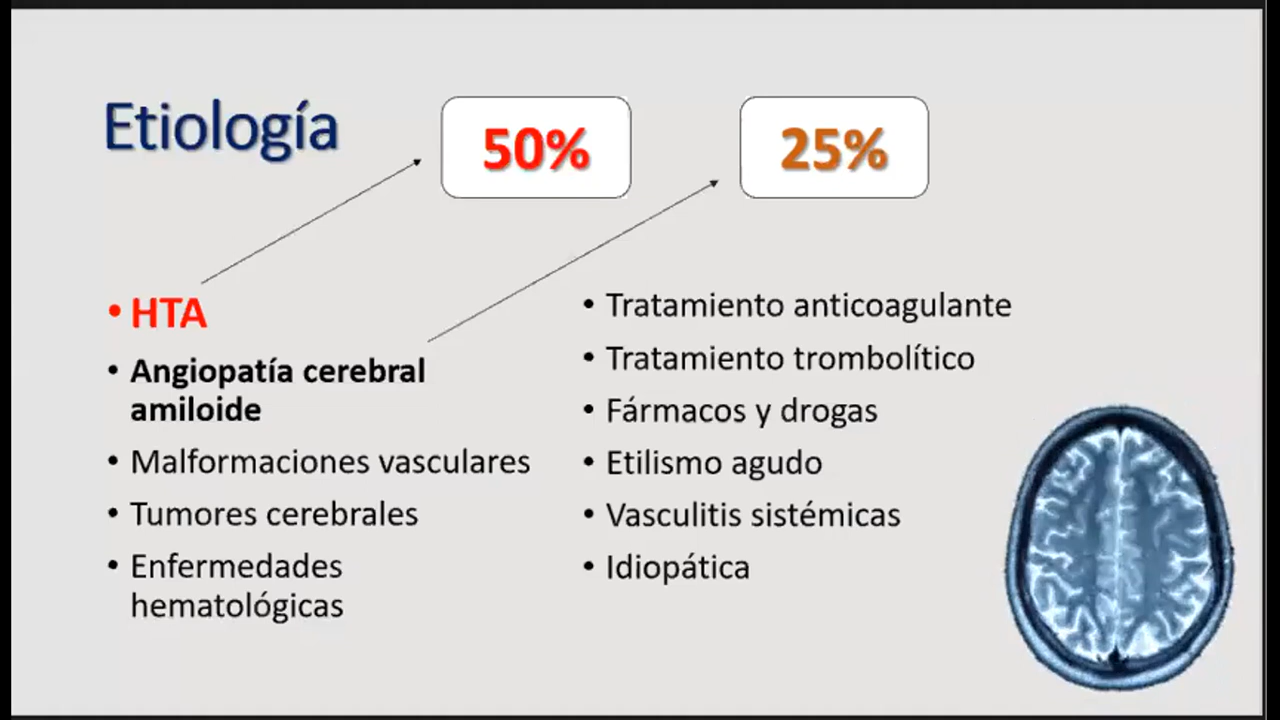 Etiología
50%
25%
• HTA
• Angiopatía cerebral
amiloide
• Malformaciones vasculares
• Tumores cerebrales
• Enfermedades
hematológicas
• Tratamiento anticoagulante
• Tratamiento trombolítico
• Fármacos y drogas
• Etilismo agudo
• Vasculitis sistémicas
• Idiopática